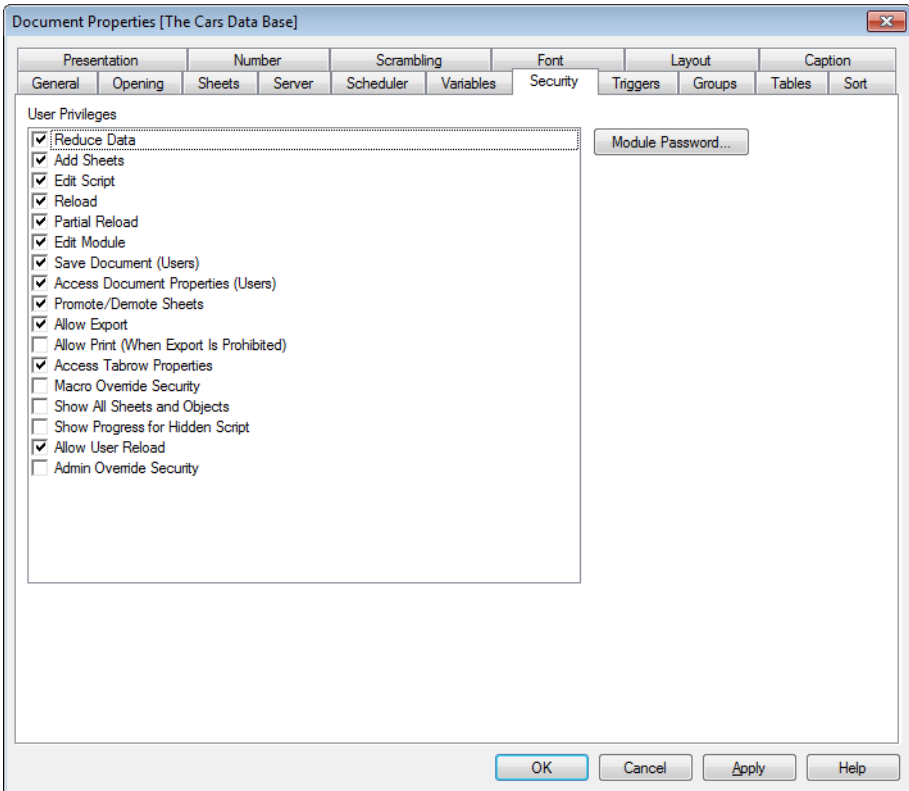 Document Properties [The Cars Data Base]
Presentation Number Scrambling Font Layout Caption
General Opening Sheets Server Scheduler Variables Security Triggers Groups Tables Sort
User Privileges
Reduce Data
Module Password...
Add Sheets
Edit Script
Reload
Partial Reload
Edit Module
Save Document (Users)
Access Document Properties (Users)
Promote/Demote Sheets
Allow Export
Allow Print (When Export Is Prohibited)
Access Tabrow Properties
Macro Override Security
Show All Sheets and Objects
Show Progress for Hidden Script
Allow User Reload
Admin Override Security
OK Cancel Apply Help